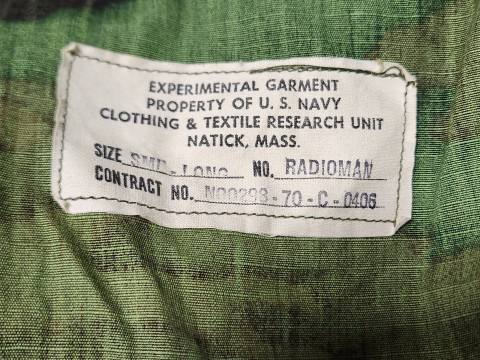 EXPERIMENTAL GARMENT
PROPERTY OF U. S. NAVY
CLOTHING & TEXTILE RESEARCH UNIT
NATICK, MASS.
SIZE SML-LONG NO. RADIOMAN
CONTRACT NO. N00298-70-C-0406